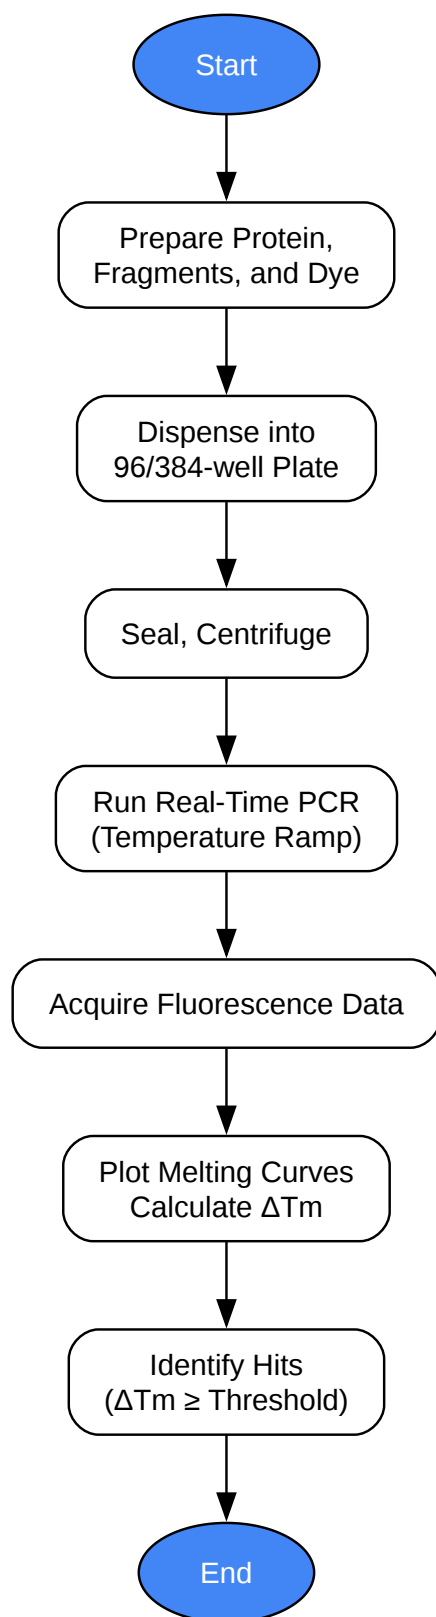 Start
Prepare Protein,
Fragments, and Dye
Dispense into
96/384-well Plate
Seal, Centrifuge
Run Real-Time PCR
(Temperature Ramp)
Acquire Fluorescence Data
Plot Melting Curves
Calculate ΔTm
Identify Hits
(ΔTm ≥ Threshold)
End